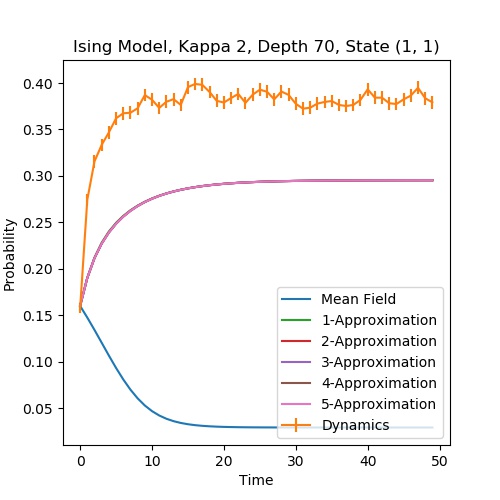 Ising Model, Kappa 2, Depth 70, State (1, 1)
0.40
0.35
0.30
0.25
0.20
0.15
0.10
0.05
Probability
Mean Field
1-Approximation
2-Approximation
3-Approximation
4-Approximation
5-Approximation
Dynamics
0 10 20 30 40 50
Time